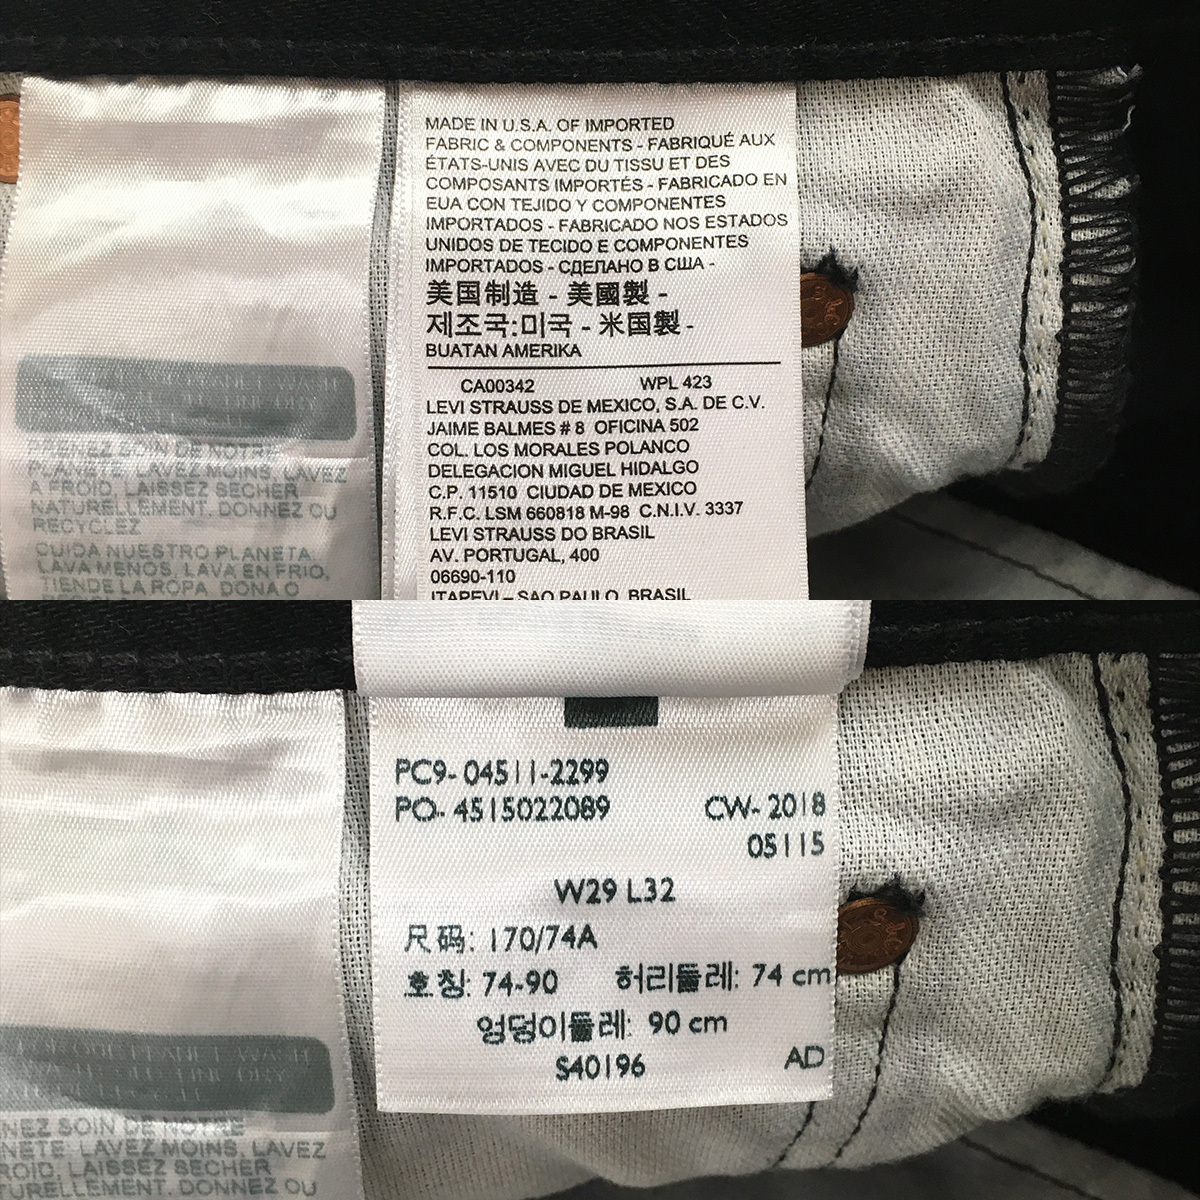 MADE IN U.S.A. OF IMPORTED
FABRIC & COMPONENTS - FABRIQUÉ AUX
ÉTATS-UNIS AVEC DU TISSU ET DES
COMPOSANTS IMPORTÉS - FABRICADO EN
EUA CON TEJIDO Y COMPONENTES
IMPORTADOS - FABRICADO NOS ESTADOS
UNIDOS DE TECIDO E COMPONENTES
IMPORTADOS - СДЕЛАНО В США -
美国制造 - 美國製 -
제조국:미국 - 米国製 -
BUATAN AMERIKA
CA00342 WPL 423
LEVI STRAUSS DE MEXICO, S.A. DE C.V.
JAIME BALMES # 8 OFICINA 502
COL. LOS MORALES POLANCO
DELEGACION MIGUEL HIDALGO
C.P. 11510 CIUDAD DE MEXICO
R.F.C. LSM 660818 M-98 C.N.I.V. 3337
LEVI STRAUSS DO BRASIL
AV. PORTUGAL, 400
06690-110
ITAPEVI – SAO PAULO, BRASIL
PLANET WASH
PRENEZ SOIN DE NOTRE
PLANETE, LAVEZ MOINS, LAVEZ
A FROID, LAISSEZ SECHER
NATURELLEMENT, DONNEZ OU
RECYCLEZ
CUIDA NUESTRO PLANETA:
LAVA MENOS, LAVA EN FRIO,
TIENDE LA ROPA, DONA O
PC9- 04511-2299
PO- 4515022089 CW- 2018
05115
W29 L32
尺码: 170/74A
호칭: 74-90 허리둘레: 74 cm
엉덩이둘레: 90 cm
S40196 AD
PLANET WASH
NEZ SOIN DE NOTRE
NETE, LAVEZ MOINS, LAVEZ
ROID, LAISSEZ SECHER
TURELLEMENT, DONNEZ OU